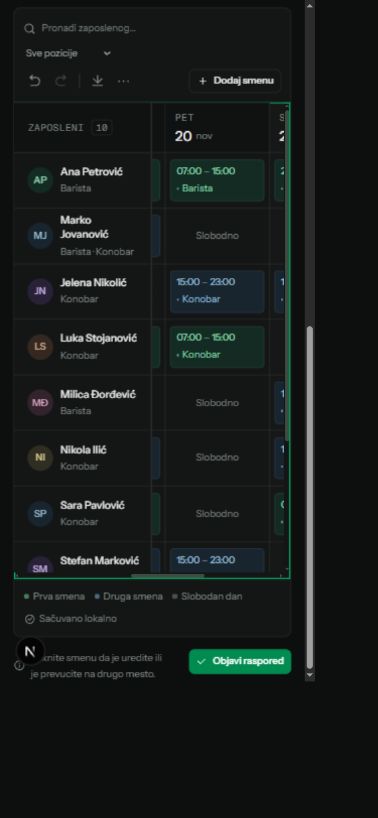 Pronađi zaposlenog...
Sve pozicije
+ Dodaj smenu
ZAPOSLENI 10
PET
20 nov
AP Ana Petrović
Barista
07:00 – 15:00
• Barista
MJ Marko
Jovanović
Barista · Konobar
Slobodno
JN Jelena Nikolić
Konobar
15:00 – 23:00
• Konobar
LS Luka Stojanović
Konobar
07:00 – 15:00
• Konobar
MĐ Milica Đorđević
Barista
Slobodno
NI Nikola Ilić
Konobar
Slobodno
SP Sara Pavlović
Konobar
Slobodno
SM Stefan Marković
15:00 – 23:00
Prva smena
Druga smena
Slobodan dan
Sačuvano lokalno
N
smenu da je uredite ili
je prevucite na drugo mesto.
Objavi raspored